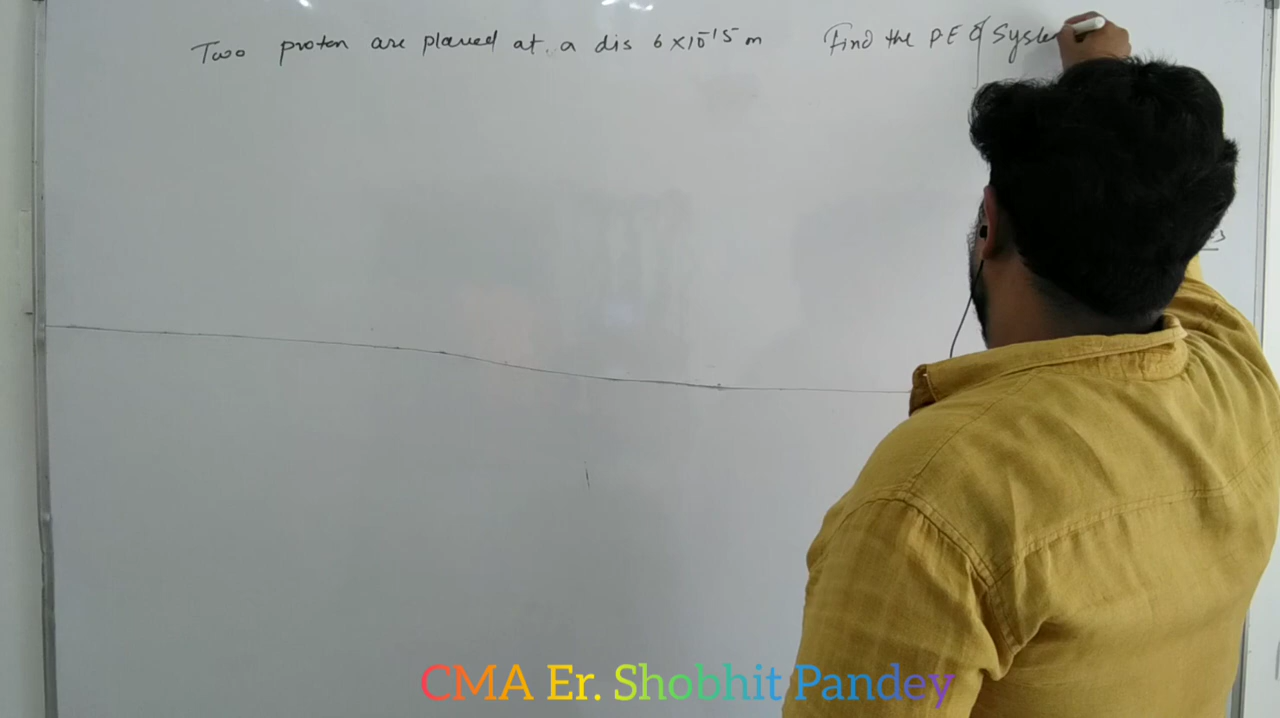 Two proton are placed at a dis 6×10⁻¹⁵ m Find the PE of System
CMA Er. Shobhit Pandey